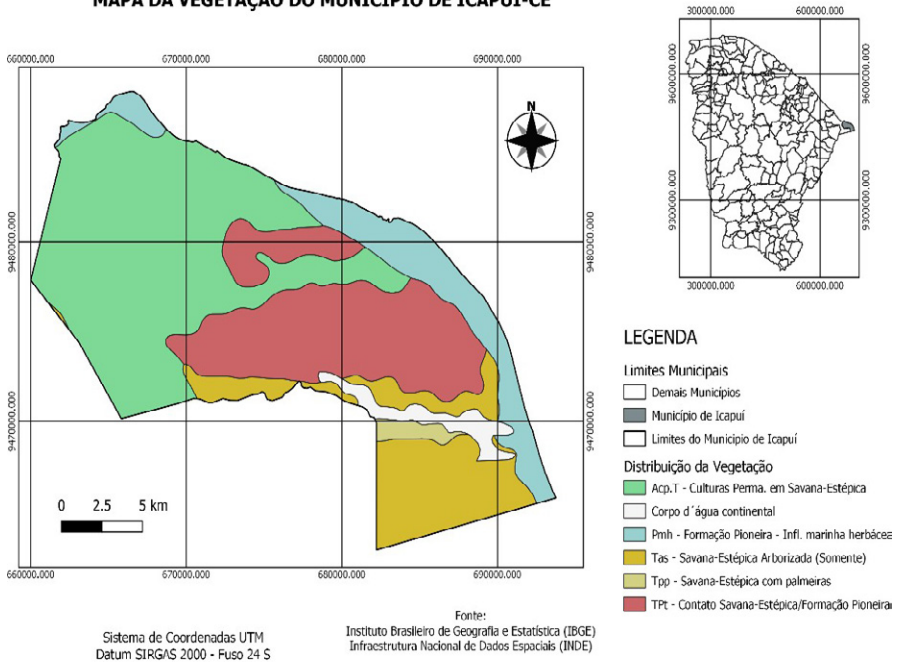 MAPA DA VEGETAÇÃO DO MUNICÍPIO DE ICAPUÍ-CE
660000.000 670000.000 680000.000 690000.000
300000.000 600000.000
9600000.000 9600000.000
9300000.000 9300000.000
300000.000 600000.000
N
9480000.000 9480000.000
9470000.000 9470000.000
0 2.5 5 km
660000.000 670000.000 680000.000 690000.000
LEGENDA
Limites Municipais
Demais Municípios
Município de Icapuí
Limites do Municipio de Icapuí
Distribuição da Vegetação
Acp.T - Culturas Perma. em Savana-Estépica
Corpo d´água continental
Pmh - Formação Pioneira - Infl. marinha herbácea
Tas - Savana-Estépica Arborizada (Somente)
Tpp - Savana-Estépica com palmeiras
TPt - Contato Savana-Estépica/Formação Pioneira
Sistema de Coordenadas UTM
Datum SIRGAS 2000 - Fuso 24 S
Fonte:
Instituto Brasileiro de Geografia e Estatística (IBGE)
Infraestrutura Nacional de Dados Espaciais (INDE)